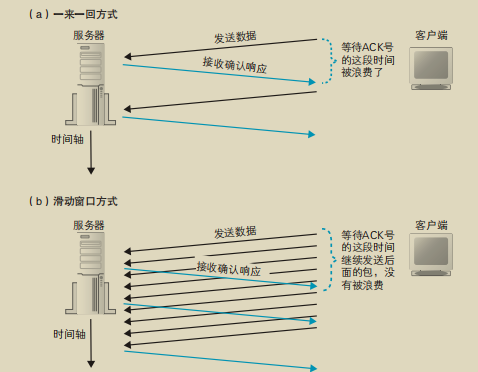 (a)一来一回方式
服务器
发送数据
客户端
接收确认响应
等待ACK号
的这段时间
被浪费了
时间轴
(b)滑动窗口方式
服务器
发送数据
客户端
接收确认响应
等待ACK号
的这段时间
继续发送后
面的包，没
有被浪费
时间轴